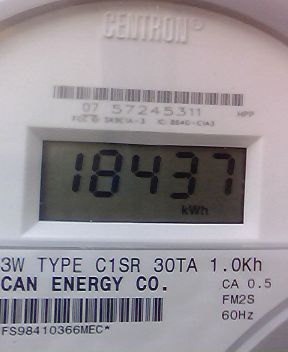 CENTRON®
07 57245311 HPP
18437
kWh
3W TYPE C1SR 30TA 1.0Kh
CAN ENERGY CO. CA 0.5
FM2S
60Hz
FS98410366MEC*